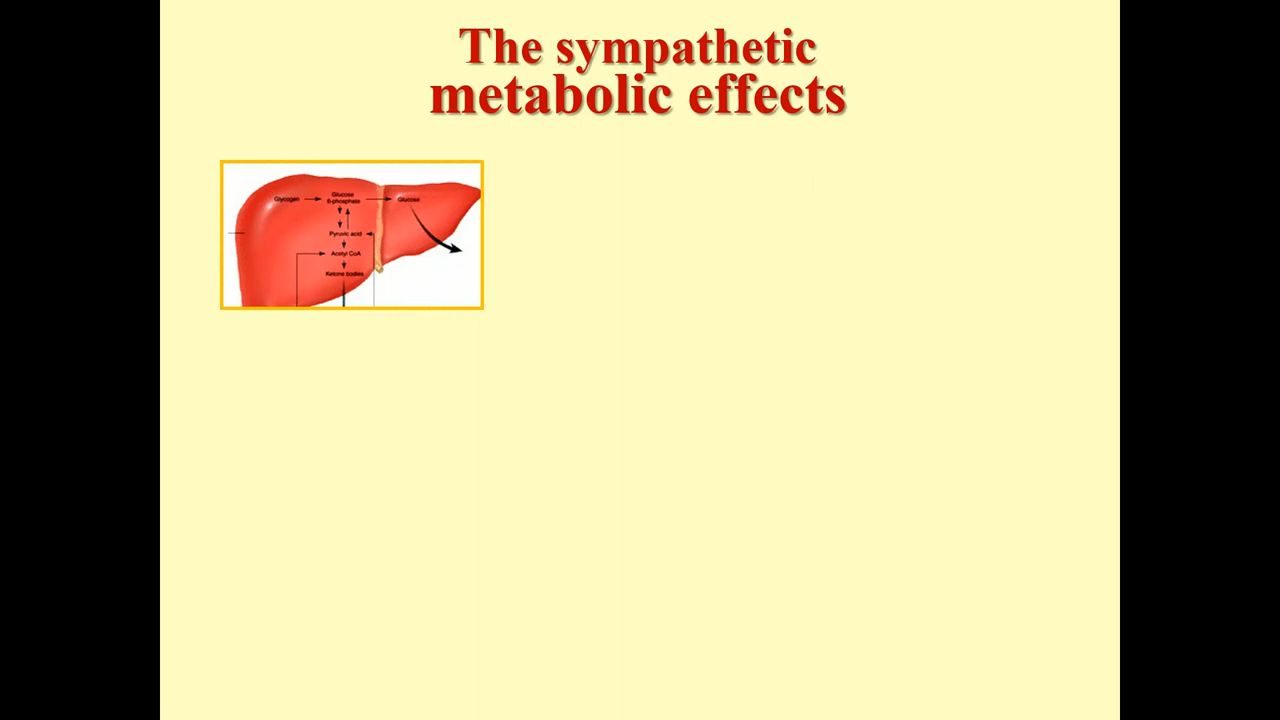 The sympathetic
metabolic effects
Glycogen
Glucose
6-phosphate
Glucose
Pyruvic acid
Acetyl CoA
Ketone bodies